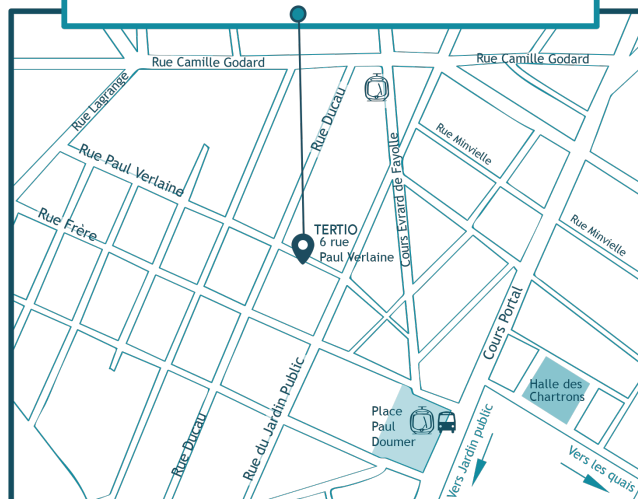 Rue Camille Godard
Rue Camille Godard
Rue Lagrange
Rue Ducau
Rue Minvielle
Rue Paul Verlaine
Cours Evrard de Fayolle
Rue Frère
Rue Minvielle
TERTIO
6 rue
Paul Verlaine
Cours Portal
Halle des
Chartrons
Rue du Jardin Public
Place
Paul
Doumer
Rue Ducau
Vers Jardin public
Vers les quais